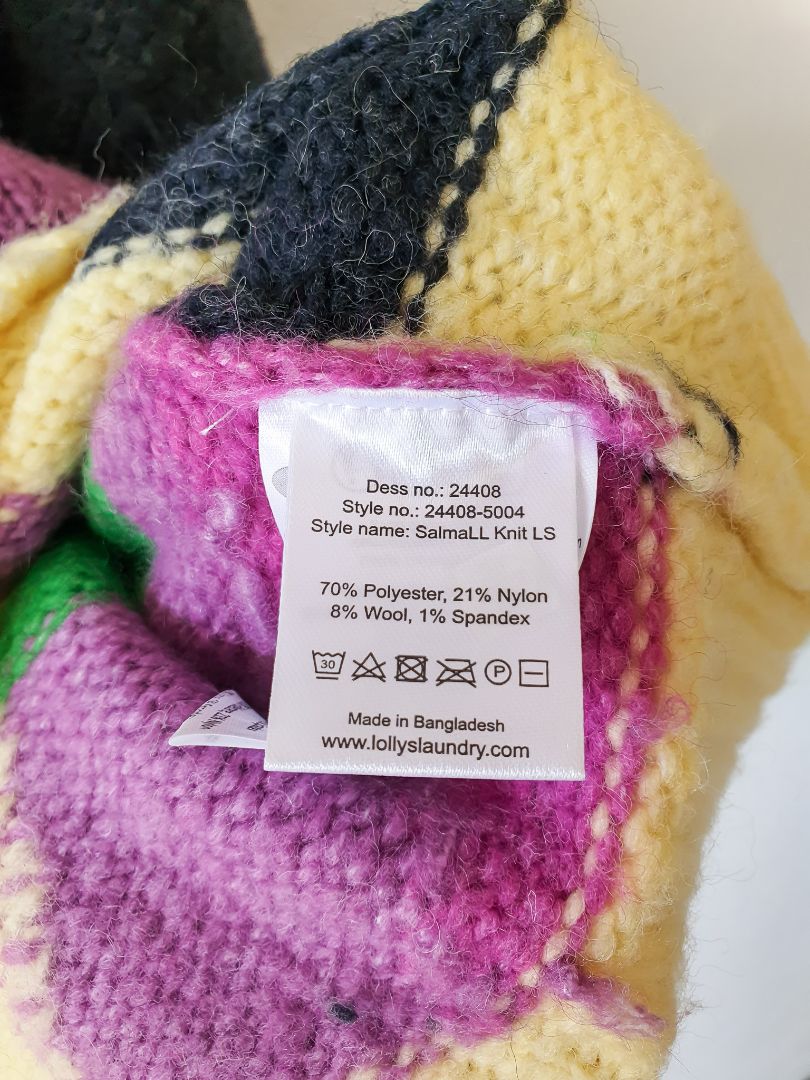 Dess no.: 24408
Style no.: 24408-5004
Style name: SalmaLL Knit LS
70% Polyester, 21% Nylon
8% Wool, 1% Spandex
30
P
Made in Bangladesh
www.lollyslaundry.com